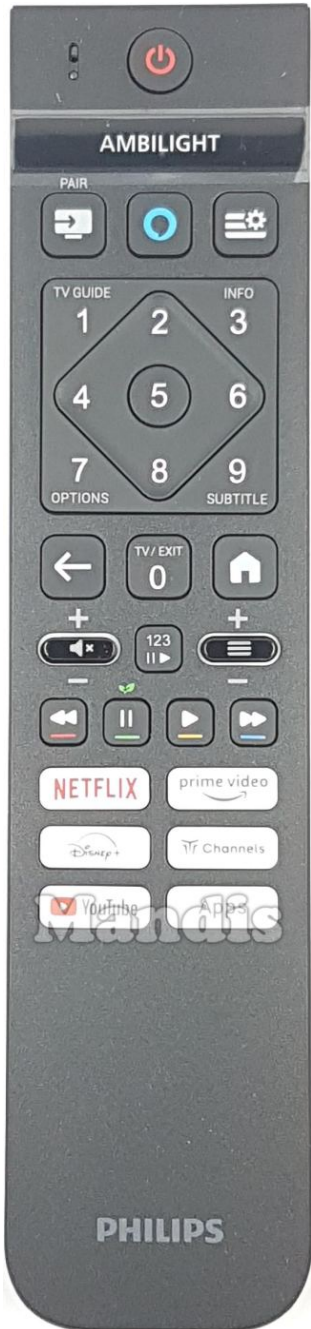 AMBILIGHT
PAIR
TV GUIDE INFO
1 2 3
4 5 6
7 8 9
OPTIONS SUBTITLE
TV / EXIT
0
+ +
123
- -
NETFLIX prime video
Disney+ Channels
YouTube Apps
Mandis
PHILIPS